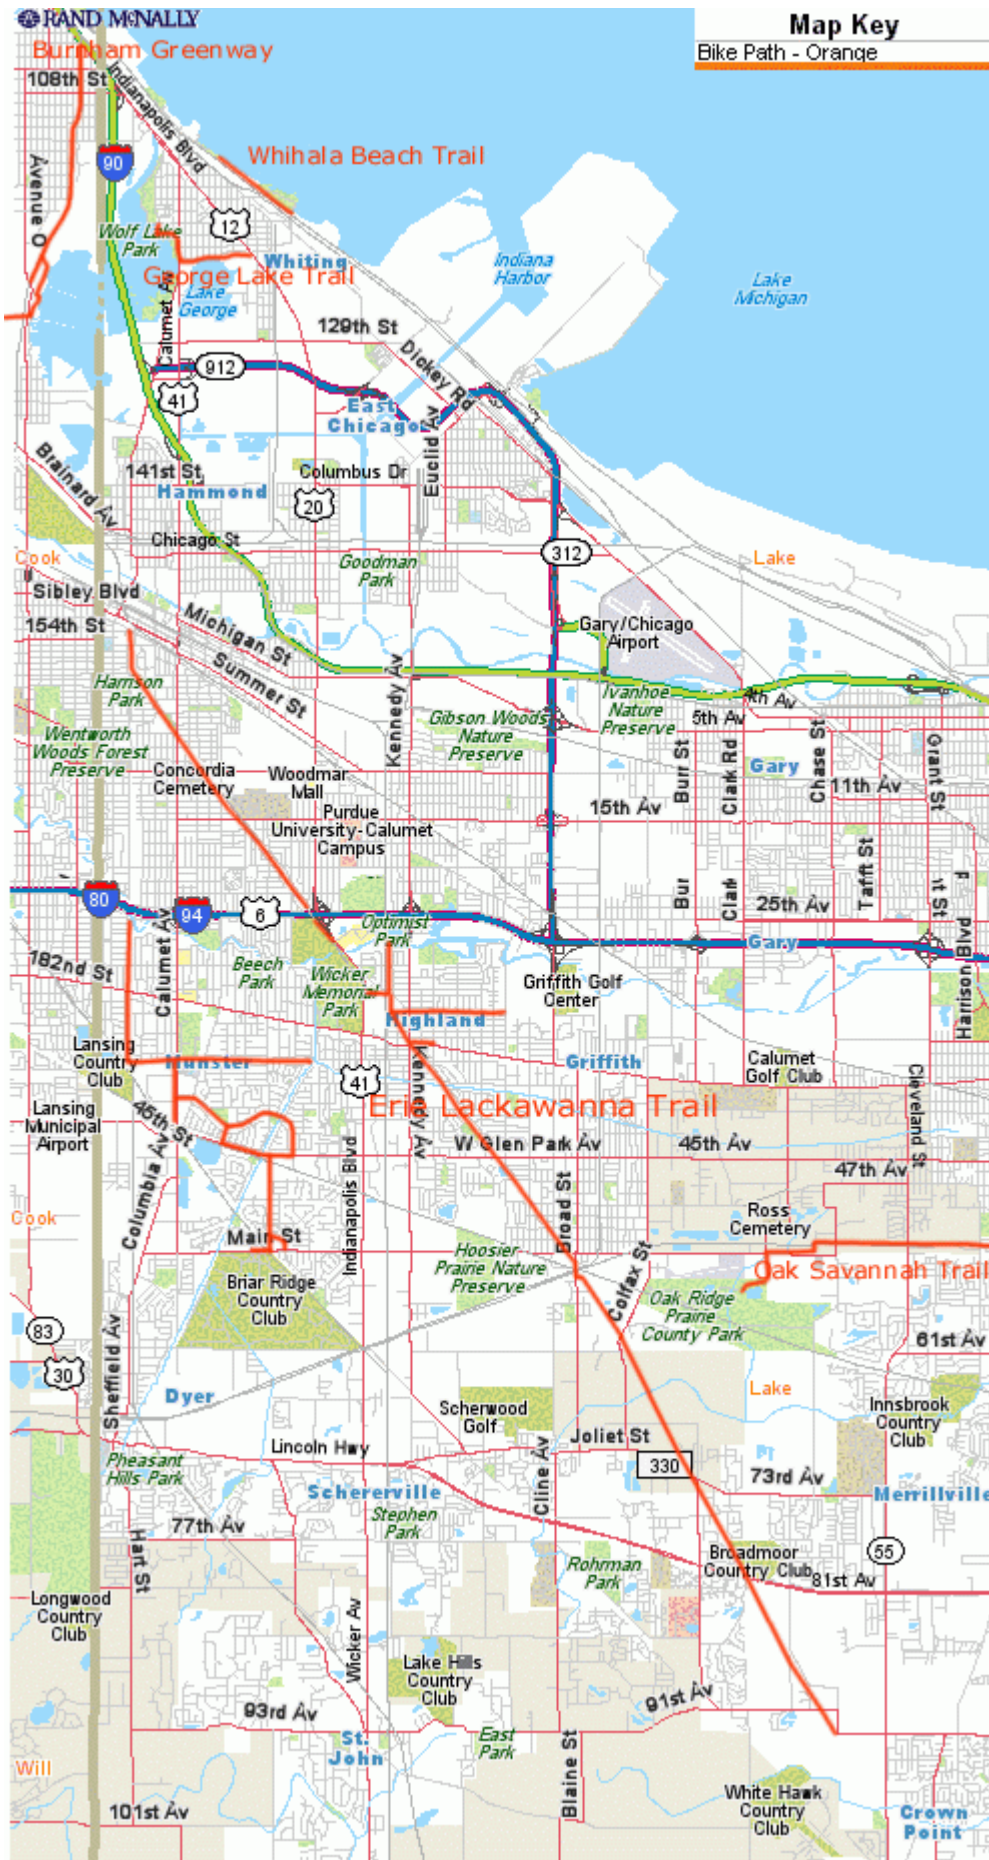 RAND McNALLY
Map Key
Bike Path - Orange
Burnham Greenway
108th St
Indianapolis Blvd
90
Avenue O
Whihala Beach Trail
12
Wolf Lake
Park
Whiting
George Lake Trail
Lake
George
Calumet Av
Indiana
Harbor
Lake
Michigan
129th St
Dickey Rd
912
41
East
Chicago
Euclid Av
Brainard Av
141st St
Hammond
Columbus Dr
20
Chicago St
312
Cook
Goodman
Park
Lake
Sibley Blvd
154th St
Michigan St
Summer St
Gary/Chicago
Airport
Harrison
Park
Kennedy Av
Ivanhoe
Nature
Preserve
4th Av
5th Av
Gibson Woods
Nature
Preserve
Wentworth
Woods Forest
Preserve
Concordia
Cemetery
Woodmar
Mall
Burr St
Clark Rd
Gary
Chase St
11th Av
Grant St
15th Av
Purdue
University-Calumet
Campus
Taft St
80
94
6
Bur
Clark
25th Av
Optimist
Park
Gary
Harrison Blvd
182nd St
Calumet Av
Beech
Park
Wicker
Memorial
Park
Griffith Golf
Center
Highland
Lansing
Country
Club
Munster
41
Kennedy Av
Griffith
Calumet
Golf Club
Cleveland St
Lansing
Municipal
Airport
45th St
Erie Lackawanna Trail
W Glen Park Av
45th Av
47th Av
Columbia Av
Indianapolis Blvd
Broad St
Cook
Main St
Ross
Cemetery
Hoosier
Prairie Nature
Preserve
Colfax St
Oak Savannah Trail
Briar Ridge
Country
Club
Oak Ridge
Prairie
County Park
83
61st Av
30
Sheffield Av
Dyer
Lake
Scherwood
Golf
Innsbrook
Country
Club
Lincoln Hwy
Joliet St
Pheasant
Hills Park
330
73rd Av
Cline Av
Schererville
Merrillville
Stephen
Park
77th Av
Hart St
55
Broadmoor
Country Club
81st Av
Rohrman
Park
Longwood
Country
Club
Wicker Av
Lake Hills
Country
Club
91st Av
93rd Av
St.
John
East
Park
Blaine St
Will
White Hawk
Country
Club
101st Av
Crown
Point